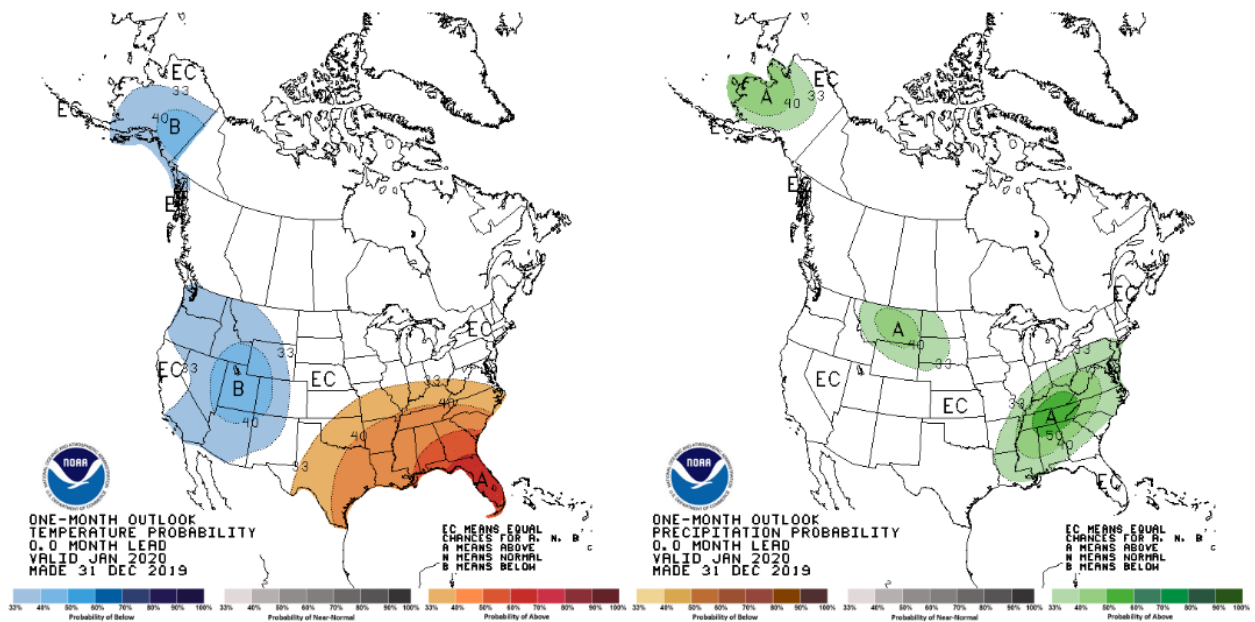 EC
33
EC
40
B
B
EC
33
B
40
33
EC
EC
33
40
40
33
A
NOAA
ONE-MONTH OUTLOOK
TEMPERATURE PROBABILITY
0.0 MONTH LEAD
VALID JAN 2020
MADE 31 DEC 2019
EC MEANS EQUAL
CHANCES FOR A, N, B
A MEANS ABOVE
N MEANS NORMAL
B MEANS BELOW
33% 40% 50% 60% 70% 80% 90% 100%
Probability of Below
33% 40% 50% 60% 70% 80% 90% 100%
Probability of Near-Normal
33% 40% 50% 60% 70% 80% 90% 100%
Probability of Above
EC
A
40
33
EC
EC
EC
A
40
33
EC
EC
33
33
A
50
40
EC
NOAA
ONE-MONTH OUTLOOK
PRECIPITATION PROBABILITY
0.0 MONTH LEAD
VALID JAN 2020
MADE 31 DEC 2019
EC MEANS EQUAL
CHANCES FOR A, N, B
A MEANS ABOVE
N MEANS NORMAL
B MEANS BELOW
33% 40% 50% 60% 70% 80% 90% 100%
Probability of Below
33% 40% 50% 60% 70% 80% 90% 100%
Probability of Near-Normal
33% 40% 50% 60% 70% 80% 90% 100%
Probability of Above